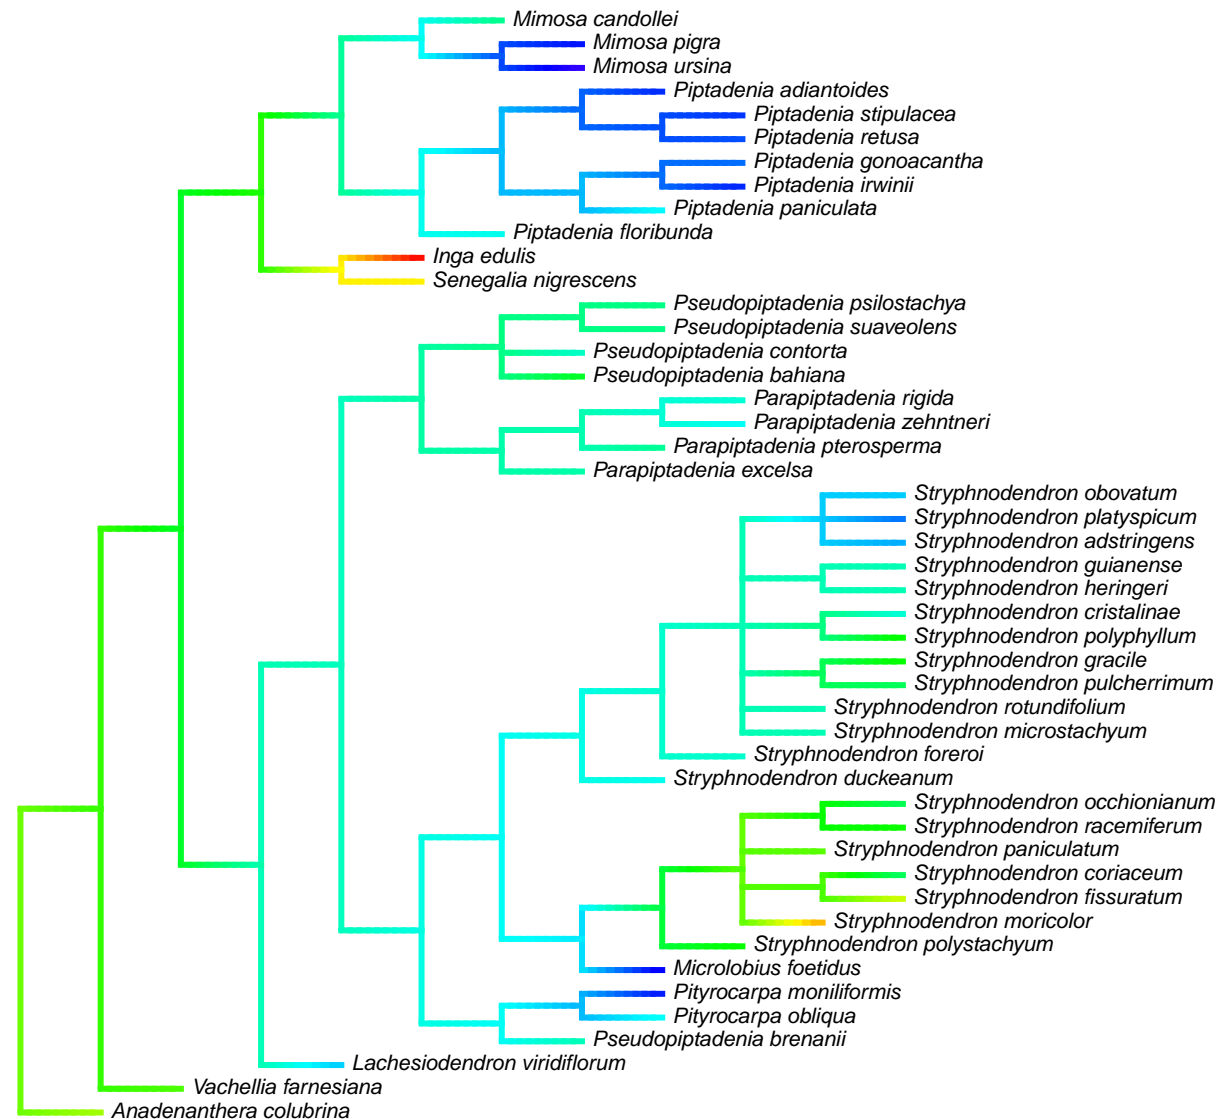 Mimosa candollei
Mimosa pigra
Mimosa ursina
Piptadenia adiantoides
Piptadenia stipulacea
Piptadenia retusa
Piptadenia gonoacantha
Piptadenia irwinii
Piptadenia paniculata
Piptadenia floribunda
Inga edulis
Senegalia nigrescens
Pseudopiptadenia psilostachya
Pseudopiptadenia suaveolens
Pseudopiptadenia contorta
Pseudopiptadenia bahiana
Parapiptadenia rigida
Parapiptadenia zehntneri
Parapiptadenia pterosperma
Parapiptadenia excelsa
Stryphnodendron obovatum
Stryphnodendron platyspicum
Stryphnodendron adstringens
Stryphnodendron guianense
Stryphnodendron heringeri
Stryphnodendron cristalinae
Stryphnodendron polyphyllum
Stryphnodendron gracile
Stryphnodendron pulcherrimum
Stryphnodendron rotundifolium
Stryphnodendron microstachyum
Stryphnodendron foreroi
Stryphnodendron duckeanum
Stryphnodendron occhionianum
Stryphnodendron racemiferum
Stryphnodendron paniculatum
Stryphnodendron coriaceum
Stryphnodendron fissuratum
Stryphnodendron moricolor
Stryphnodendron polystachyum
Microlobius foetidus
Pityrocarpa moniliformis
Pityrocarpa obliqua
Pseudopiptadenia brenanii
Lachesiodendron viridiflorum
Vachellia farnesiana
Anadenanthera colubrina